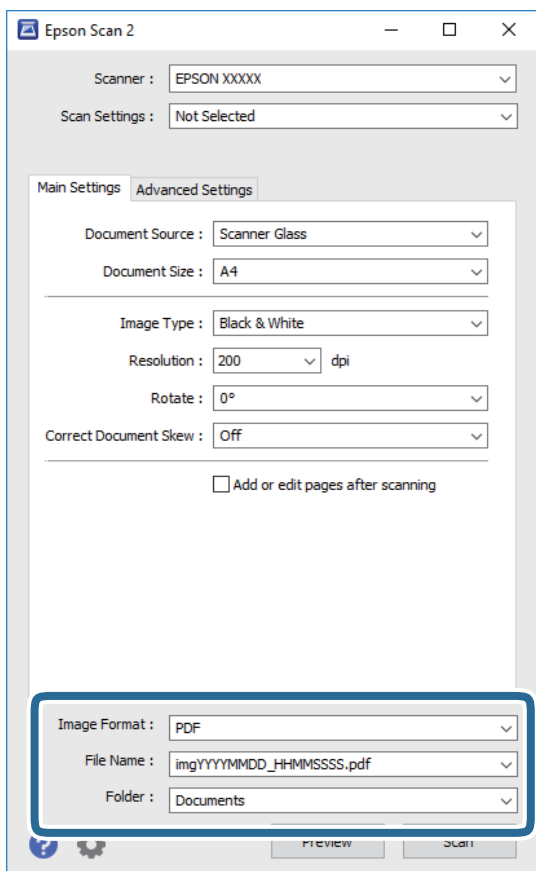 Epson Scan 2
Scanner : EPSON XXXXX
Scan Settings : Not Selected
Main Settings Advanced Settings
Document Source : Scanner Glass
Document Size : A4
Image Type : Black & White
Resolution : 200 dpi
Rotate : 0°
Correct Document Skew : Off
Add or edit pages after scanning
Image Format : PDF
File Name : imgYYYYMMDD_HHMMSSSS.pdf
Folder : Documents
? Preview Scan